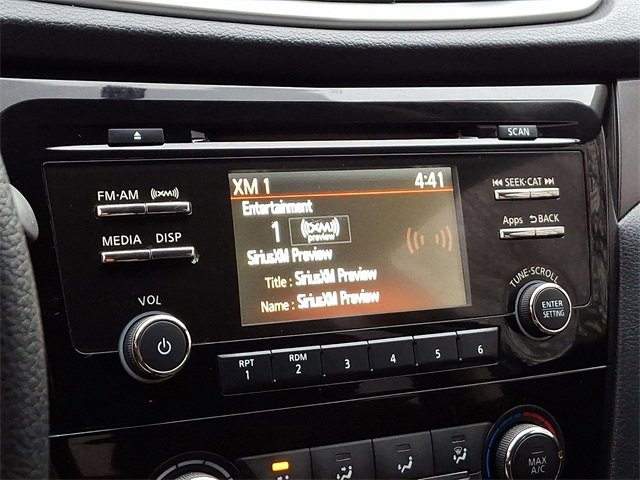 SCAN
FM·AM ((XM))
SEEK·CAT
XM 1 4:41
Entertainment
1 ((XM)) preview
SiriusXM Preview
Title : SiriusXM Preview
Name : SiriusXM Preview
Apps BACK
MEDIA DISP
TUNE·SCROLL
ENTER
SETTING
VOL
RPT RDM
1 2 3 4 5 6
MAX
A/C